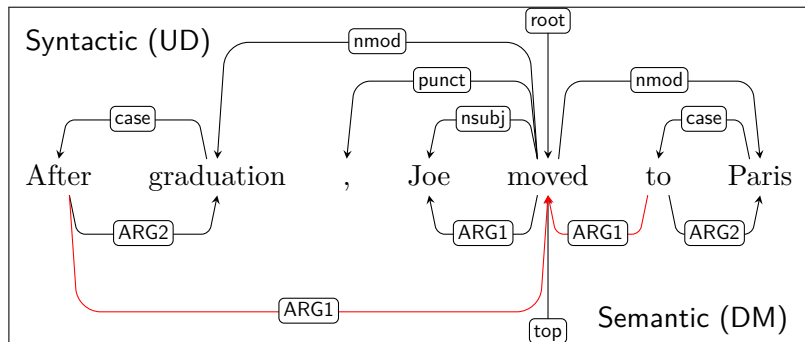 root
Syntactic (UD) nmod
punct nmod
case nsubj case
After graduation , Joe moved to Paris
ARG2 ARG1 ARG1 ARG2
ARG1
top Semantic (DM)